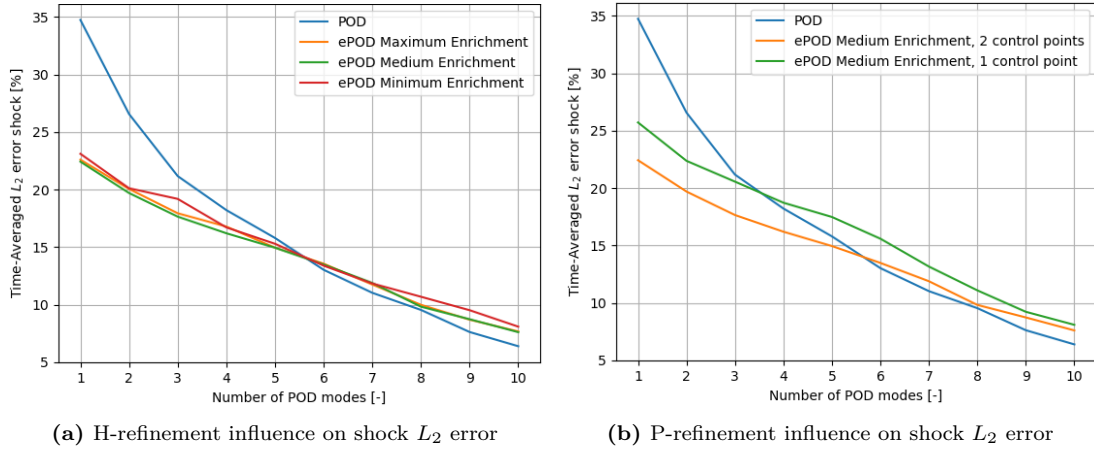 35
30
25
20
15
10
5
Time-Averaged L2 error shock [%]
POD
ePOD Maximum Enrichment
ePOD Medium Enrichment
ePOD Minimum Enrichment
1 2 3 4 5 6 7 8 9 10
Number of POD modes [-]
(a) H-refinement influence on shock L2 error
35
30
25
20
15
10
5
Time-Averaged L2 error shock [%]
POD
ePOD Medium Enrichment, 2 control points
ePOD Medium Enrichment, 1 control point
1 2 3 4 5 6 7 8 9 10
Number of POD modes [-]
(b) P-refinement influence on shock L2 error